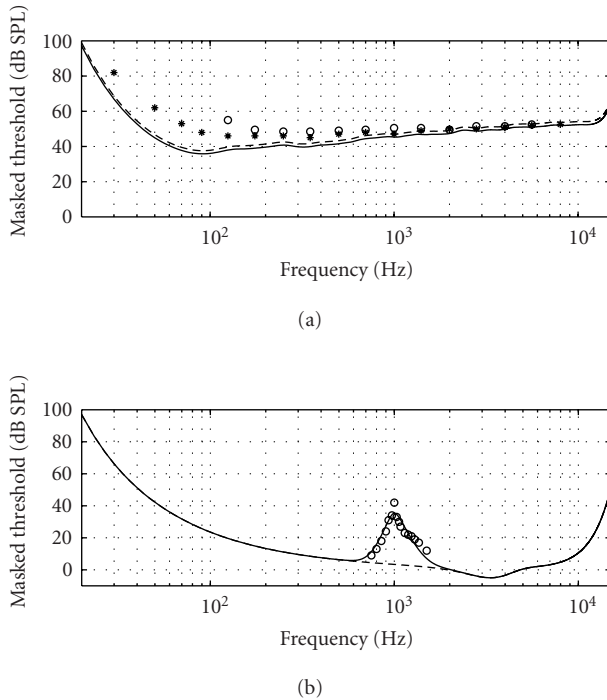 100
80
60
40
20
0
Masked threshold (dB SPL)
10² 10³ 10⁴
Frequency (Hz)
(a)
100
80
60
40
20
0
Masked threshold (dB SPL)
10² 10³ 10⁴
Frequency (Hz)
(b)